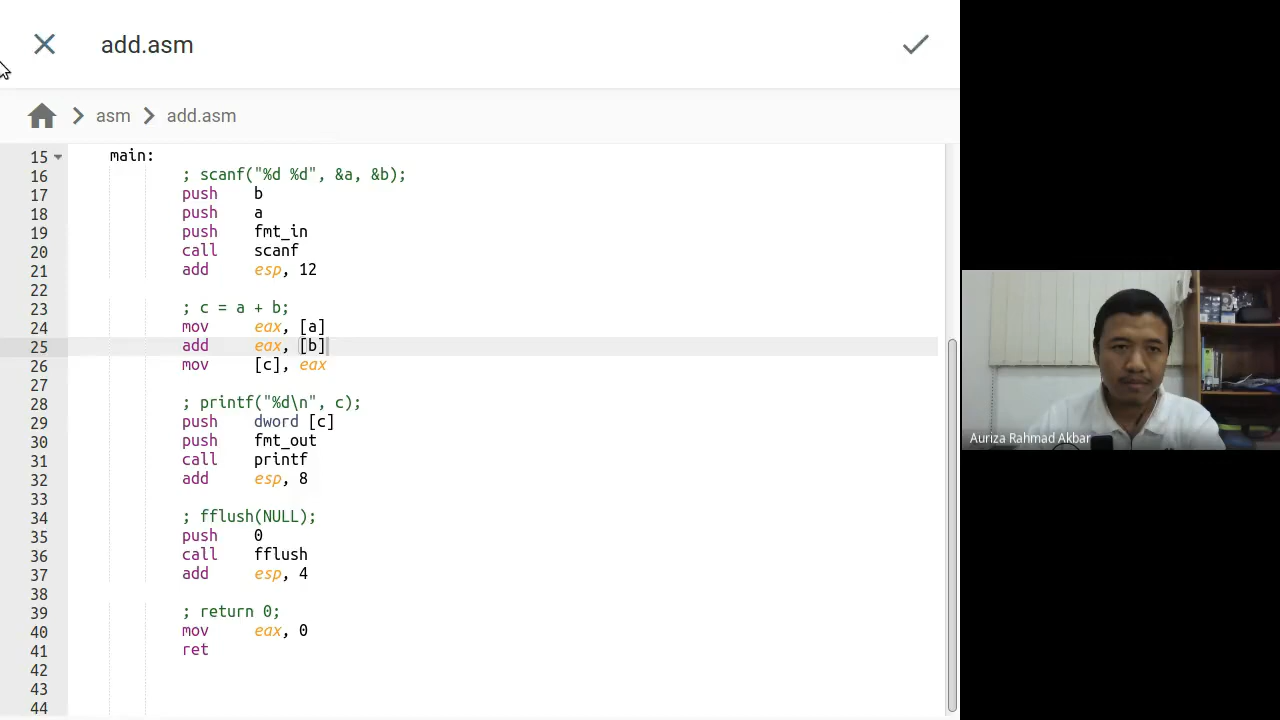 add.asm
asm add.asm
15 main:
16 ; scanf("%d %d", &a, &b);
17 push b
18 push a
19 push fmt_in
20 call scanf
21 add esp, 12
22
23 ; c = a + b;
24 mov eax, [a]
25 add eax, [b]
26 mov [c], eax
27
28 ; printf("%d\n", c);
29 push dword [c]
30 push fmt_out
31 call printf
32 add esp, 8
33
34 ; fflush(NULL);
35 push 0
36 call fflush
37 add esp, 4
38
39 ; return 0;
40 mov eax, 0
41 ret
42
43
44
Auriza Rahmad Akbar